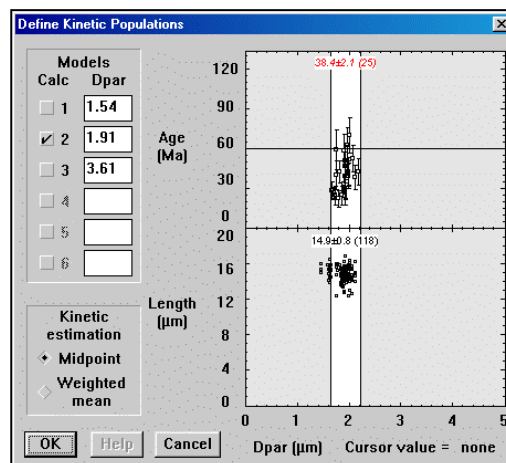 Define Kinetic Populations
Models
Calc Dpar
1 1.54
2 1.91
3 3.61
4
5
6
Kinetic
estimation
Midpoint
Weighted
mean
OK Help Cancel
Age
(Ma)
120
90
60
30
0
38.4±2.1 (25)
Length
(µm)
20
16
12
8
4
0
14.9±0.8 (118)
0 1 2 3 4 5
Dpar (µm) Cursor value = none